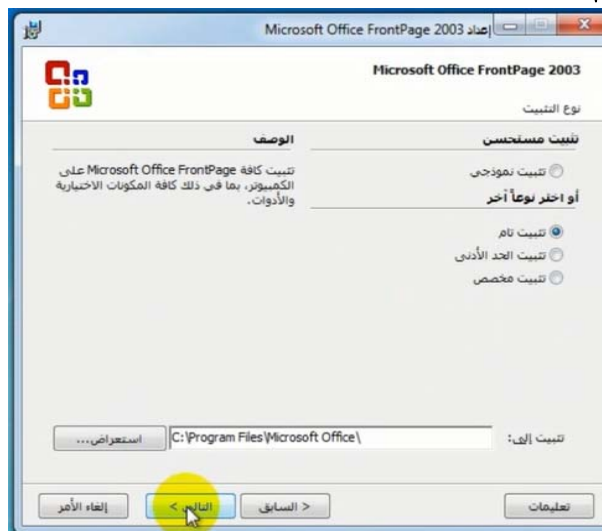 إعداد Microsoft Office FrontPage 2003
Microsoft Office FrontPage 2003
نوع التثبيت
تثبيت مستحسن
تثبيت نموذجي
أو اختر نوعاً آخر
تثبيت تام
تثبيت الحد الأدنى
تثبيت مخصص
الوصف
تثبيت كافة Microsoft Office FrontPage على
الكمبيوتر، بما في ذلك كافة المكونات الاختيارية
والأدوات.
تثبيت إلى:
C:\Program Files\Microsoft Office\
استعراض...
تعليمات
< السابق
التالي >
إلغاء الأمر